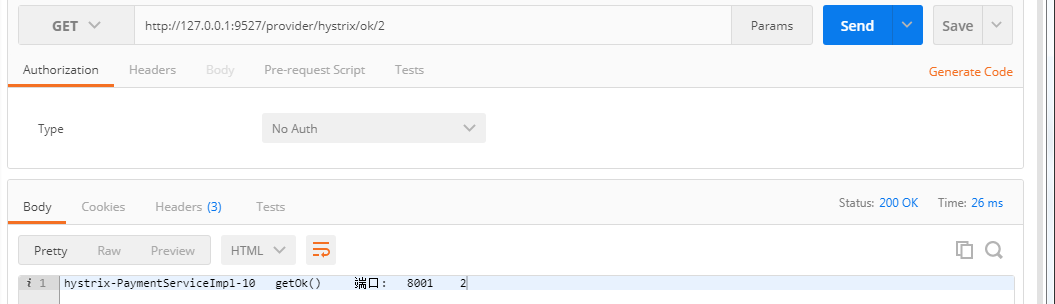 GET http://127.0.0.1:9527/provider/hystrix/ok/2 Params Send Save
Authorization Headers Body Pre-request Script Tests Generate Code
Type No Auth
Body Cookies Headers (3) Tests Status: 200 OK Time: 26 ms
Pretty Raw Preview HTML
i 1 hystrix-PaymentServiceImpl-10 getOk() 端口: 8001 2